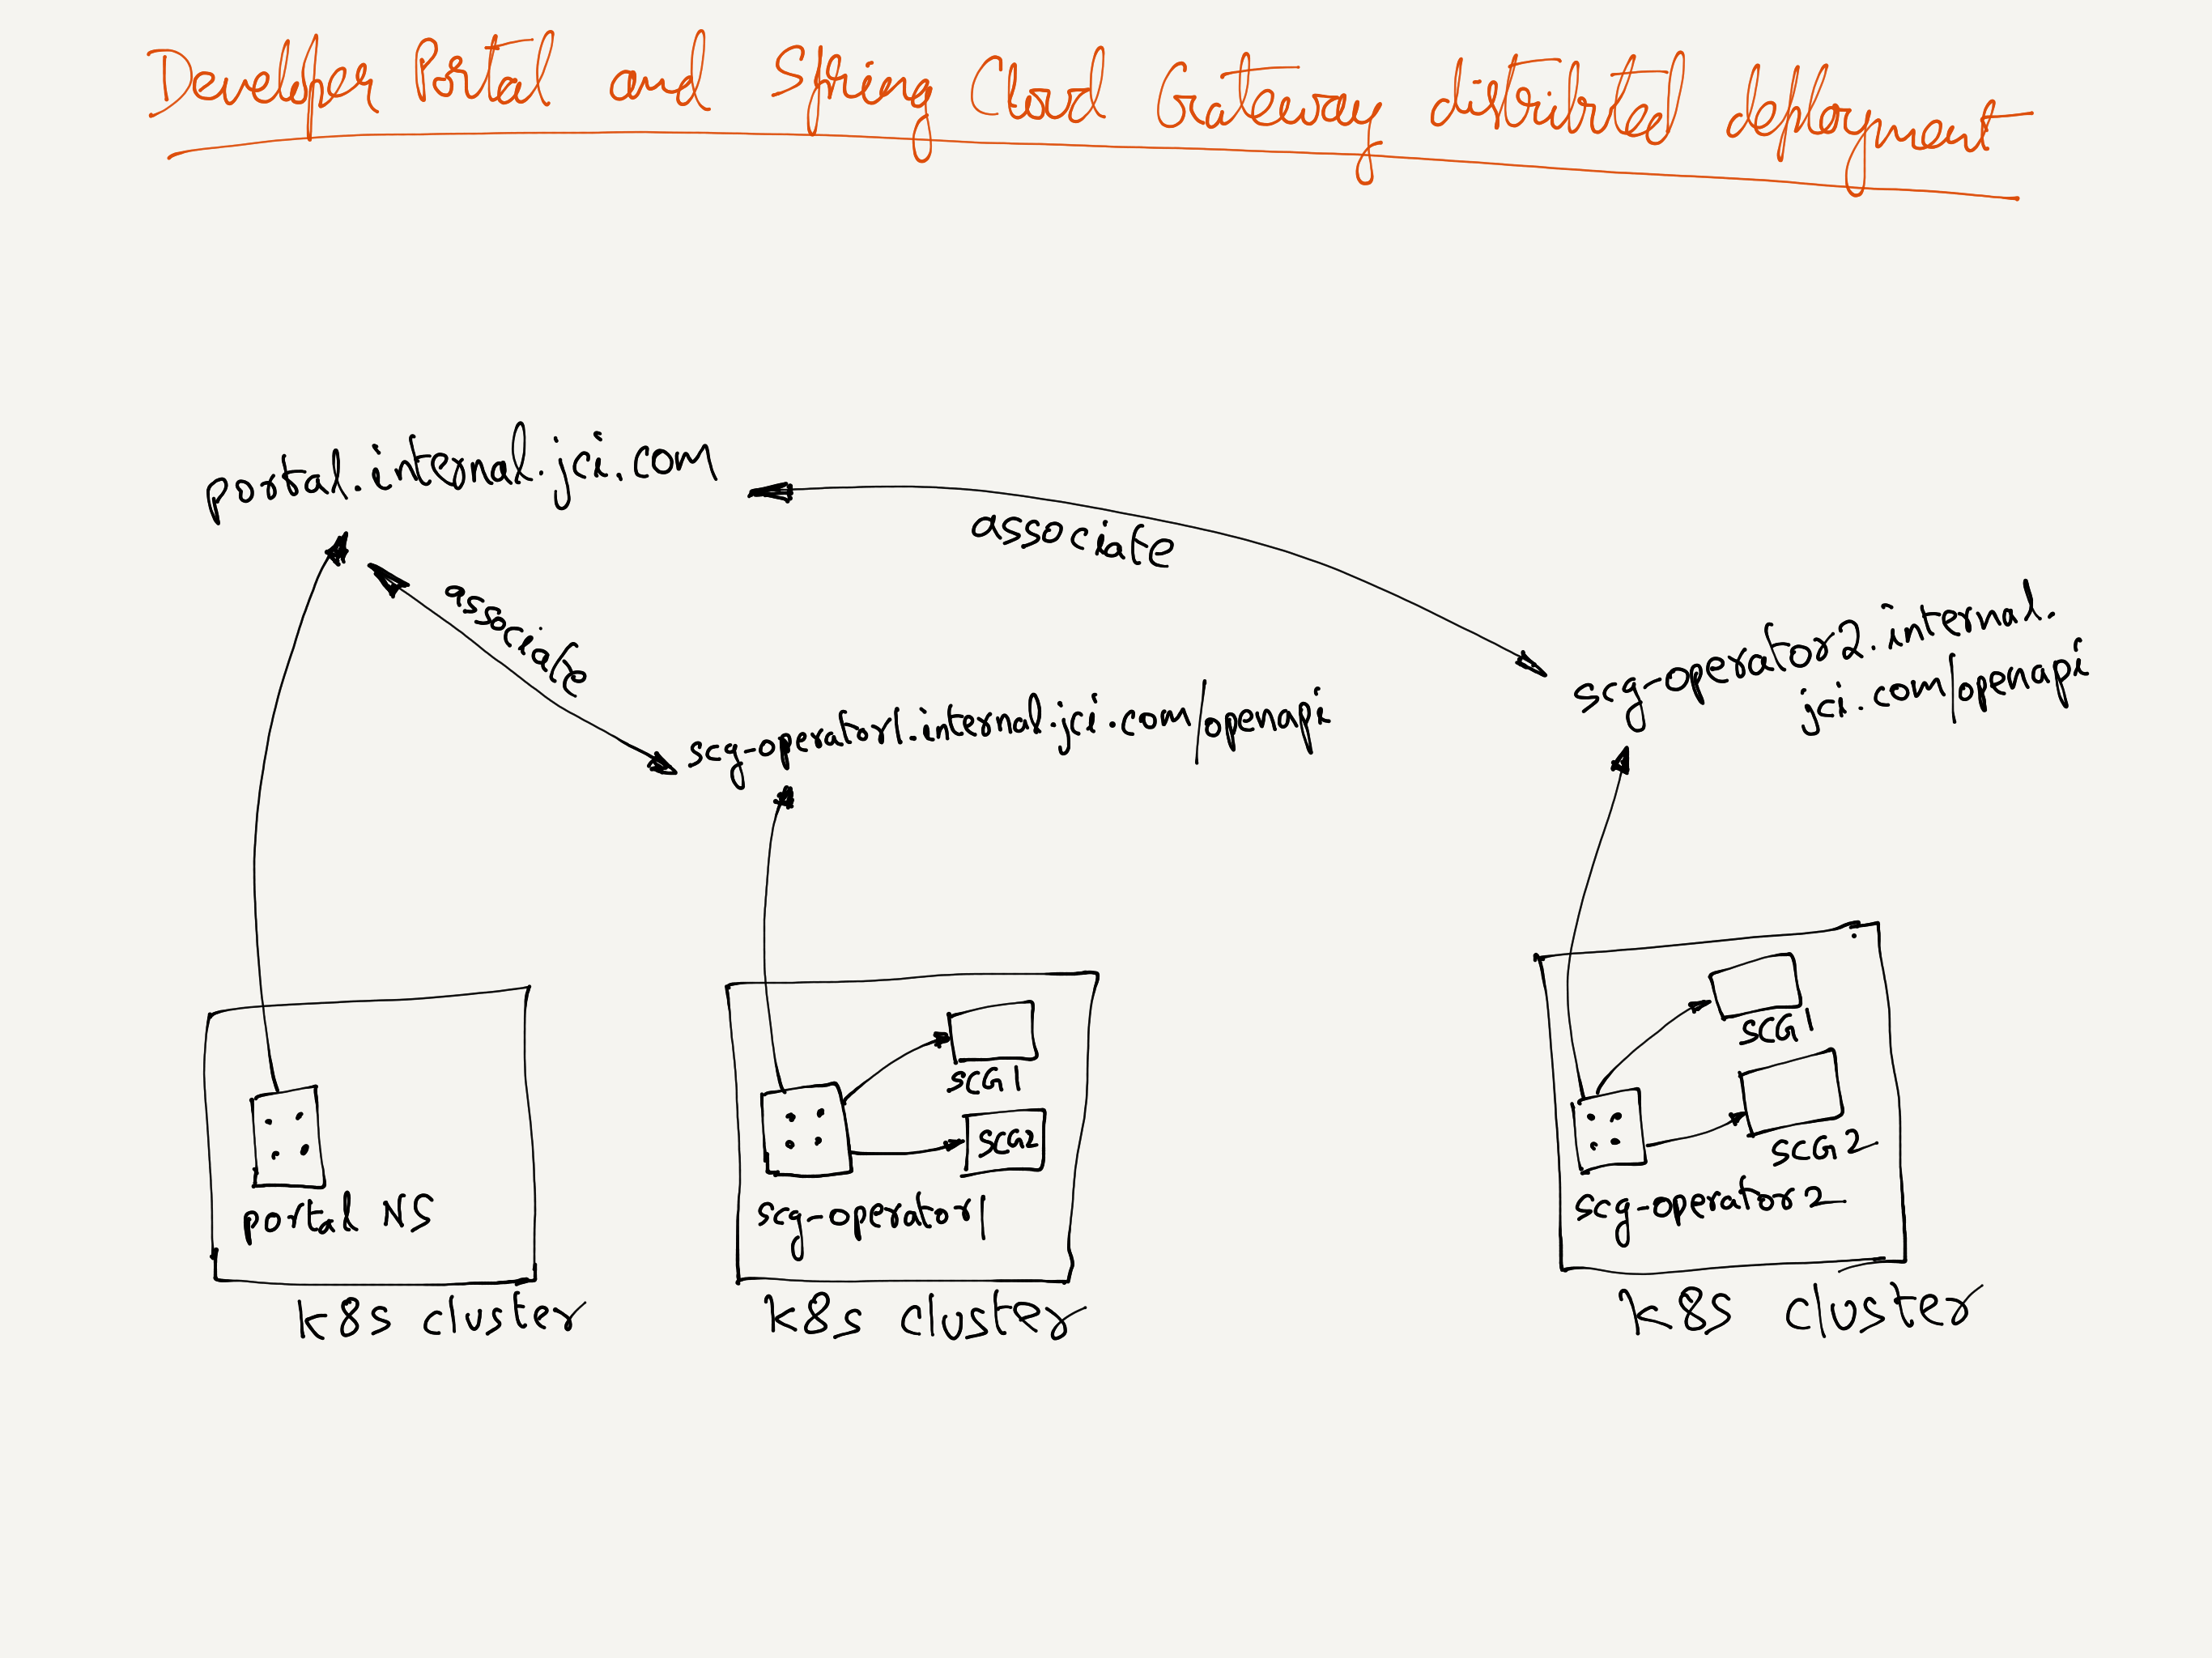 Developer Portal and Spring Cloud Gateway distributed deployment
portal.internal.jci.com
associate
associate
scg-operator2.internal.
jci.com/openapi
scg-operator1.internal.jci.com/openapi
portal NS
k8s cluster
SCG1
SCG2
scg-operator1
k8s cluster
SCG1
SCG2
scg-operator2
k8s cluster